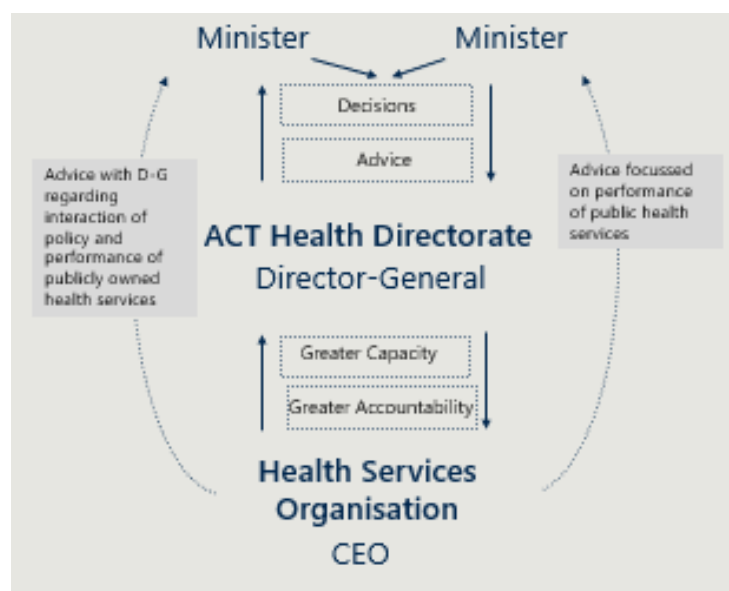 Minister Minister
Decisions
Advice
Advice with D-G
regarding
interaction of
policy and
performance of
publicly owned
health services
Advice focussed
on performance
of public health
services
ACT Health Directorate
Director-General
Greater Capacity
Greater Accountability
Health Services
Organisation
CEO